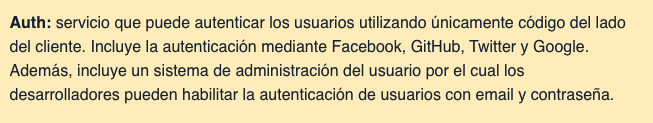 Auth: servicio que puede autenticar los usuarios utilizando únicamente código del lado
del cliente. Incluye la autenticación mediante Facebook, GitHub, Twitter y Google.
Además, incluye un sistema de administración del usuario por el cual los
desarrolladores pueden habilitar la autenticación de usuarios con email y contraseña.